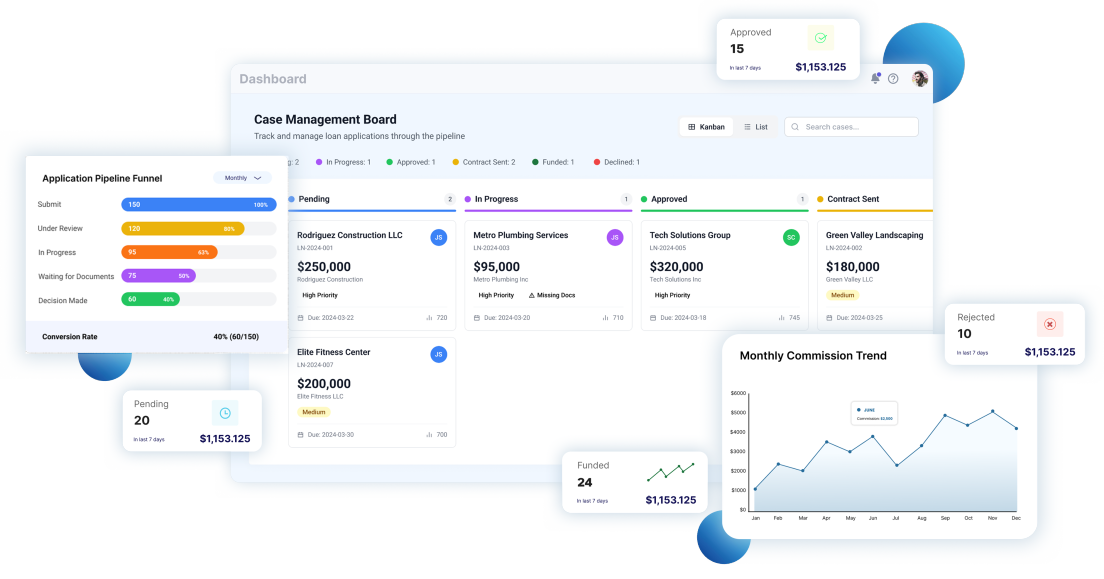 Approved
15
In last 7 days $1,153.125
Dashboard
Case Management Board
Track and manage loan applications through the pipeline
Kanban List Search cases...
g: 2 In Progress: 1 Approved: 1 Contract Sent: 2 Funded: 1 Declined: 1
Application Pipeline Funnel Monthly
Submit 150 100%
Under Review 120 80%
In Progress 95 63%
Waiting for Documents 75 50%
Decision Made 60 40%
Conversion Rate 40% (60/150)
Pending 2
Rodriguez Construction LLC JS
LN-2024-001
$250,000
Rodriguez Construction
High Priority
Due: 2024-03-22 720
Elite Fitness Center JS
LN-2024-007
$200,000
Elite Fitness LLC
Medium
Due: 2024-03-30 700
In Progress 1
Metro Plumbing Services JS
LN-2024-003
$95,000
Metro Plumbing Inc
High Priority Missing Docs
Due: 2024-03-20 710
Approved 1
Tech Solutions Group SC
LN-2024-005
$320,000
Tech Solutions Inc
High Priority
Due: 2024-03-18 745
Contract Sent
Green Valley Landscaping
LN-2024-002
$180,000
Green Valley LLC
Medium
Due: 2024-03-25
Rejected
10
In last 7 days $1,153.125
Pending
20
In last 7 days $1,153.125
Funded
24
In last 7 days $1,153.125
Monthly Commission Trend
$6000
$5000
$4000
$3000
$2000
$1000
$0
JUNE
Commission
Jan Feb Mar Apr May Jun Jul Aug Sep Oct Nov Dec